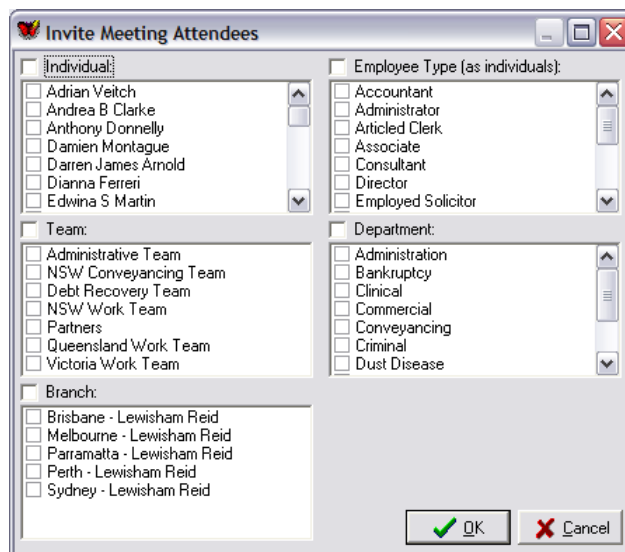 Invite Meeting Attendees
Individual:
Adrian Veitch
Andrea B Clarke
Anthony Donnelly
Damien Montague
Darren James Arnold
Dianna Ferreri
Edwina S Martin
Employee Type (as individuals):
Accountant
Administrator
Articled Clerk
Associate
Consultant
Director
Employed Solicitor
Team:
Administrative Team
NSW Conveyancing Team
Debt Recovery Team
NSW Work Team
Partners
Queensland Work Team
Victoria Work Team
Department:
Administration
Bankruptcy
Clinical
Commercial
Conveyancing
Criminal
Dust Disease
Branch:
Brisbane - Lewisham Reid
Melbourne - Lewisham Reid
Parramatta - Lewisham Reid
Perth - Lewisham Reid
Sydney - Lewisham Reid
OK
Cancel